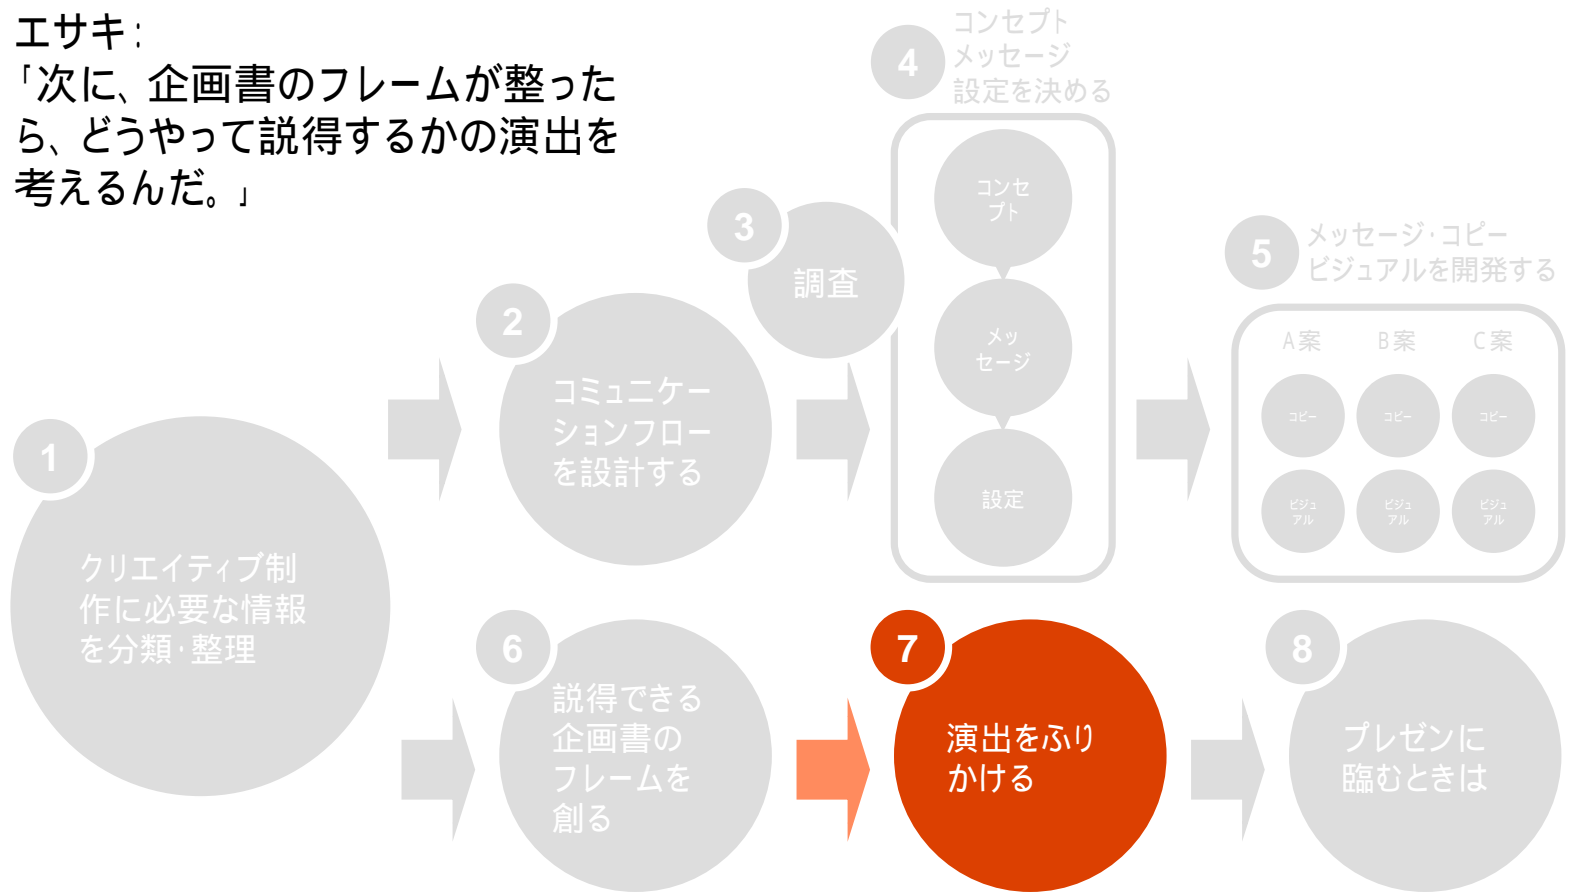 エサキ：
「次に、企画書のフレームが整った
ら、どうやって説得するかの演出を
考えるんだ。」
1
クリエイティブ制
作に必要な情報
を分類・整理
2
コミュニケー
ションフロー
を設計する
3
調査
4
コンセプト
メッセージ
設定を決める
コンセ
プト
メッ
セージ
設定
5
メッセージ・コピー
ビジュアルを開発する
A案
B案
C案
コピー
コピー
コピー
ビジュ
アル
ビジュ
アル
ビジュ
アル
6
説得できる
企画書の
フレームを
創る
7
演出をふり
かける
8
プレゼンに
臨むときは